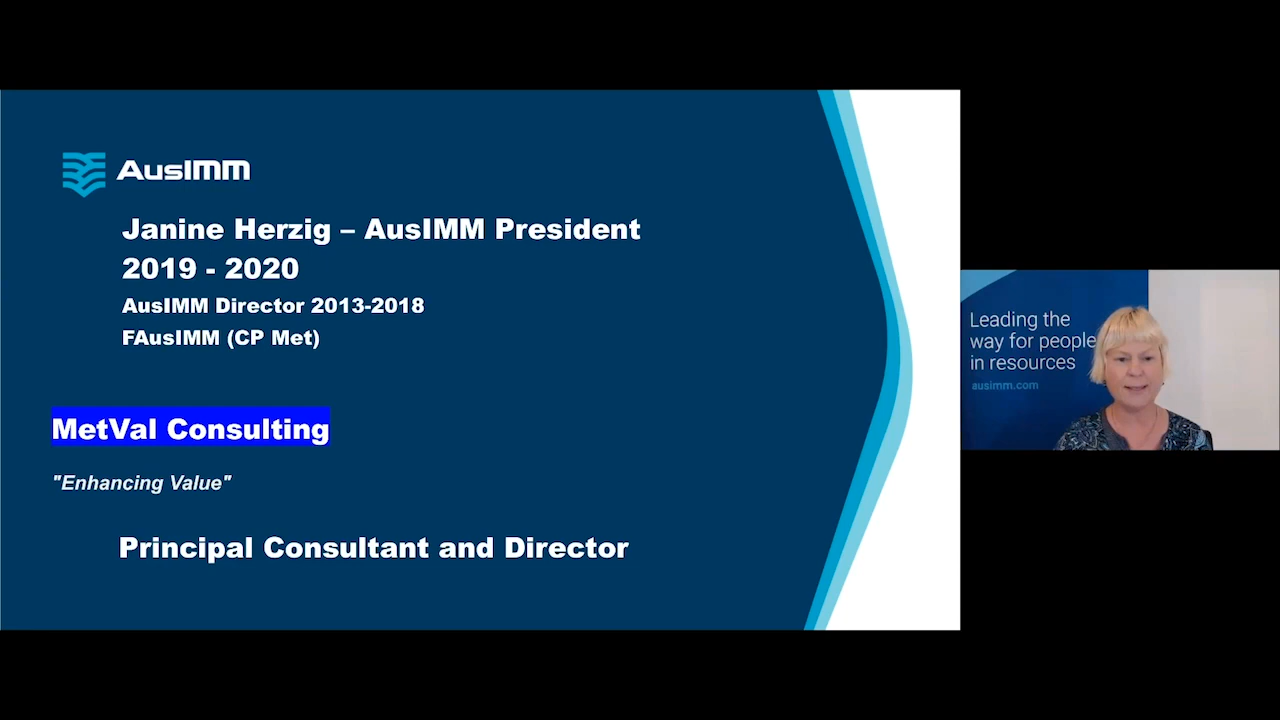 AusIMM
Janine Herzig – AusIMM President
2019 - 2020
AusIMM Director 2013-2018
FAusIMM (CP Met)
MetVal Consulting
"Enhancing Value"
Principal Consultant and Director
Leading the
way for people
in resources
ausimm.com